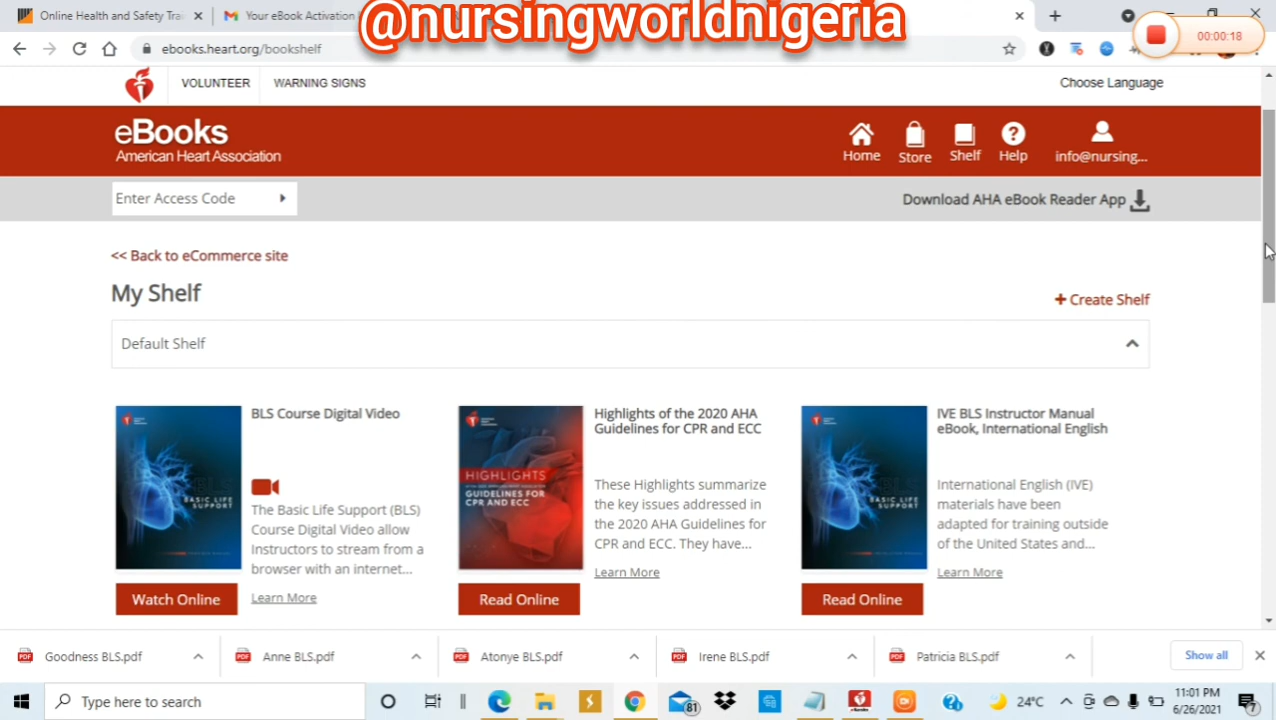 Online Health and Safety Tra
Your eBook Activation
@nursingworldnigeria
00:00:18
ebooks.heart.org/bookshelf
VOLUNTEER
WARNING SIGNS
Choose Language
eBooks
American Heart Association
Home
Store
Shelf
Help
info@nursing...
Enter Access Code
Download AHA eBook Reader App
<< Back to eCommerce site
My Shelf
+ Create Shelf
Default Shelf
BASIC LIFE
SUPPORT
BLS Course Digital Video
The Basic Life Support (BLS)
Course Digital Video allow
Instructors to stream from a
browser with an internet...
Learn More
Watch Online
HIGHLIGHTS
GUIDELINES FOR
CPR AND ECC
Highlights of the 2020 AHA
Guidelines for CPR and ECC
These Highlights summarize
the key issues addressed in
the 2020 AHA Guidelines for
CPR and ECC. They have...
Learn More
Read Online
BASIC LIFE
SUPPORT
IVE BLS Instructor Manual
eBook, International English
International English (IVE)
materials have been
adapted for training outside
of the United States and...
Learn More
Read Online
Goodness BLS.pdf
Anne BLS.pdf
Atonye BLS.pdf
Irene BLS.pdf
Patricia BLS.pdf
Show all
Type here to search
81
24°C
11:01 PM
6/26/2021
7